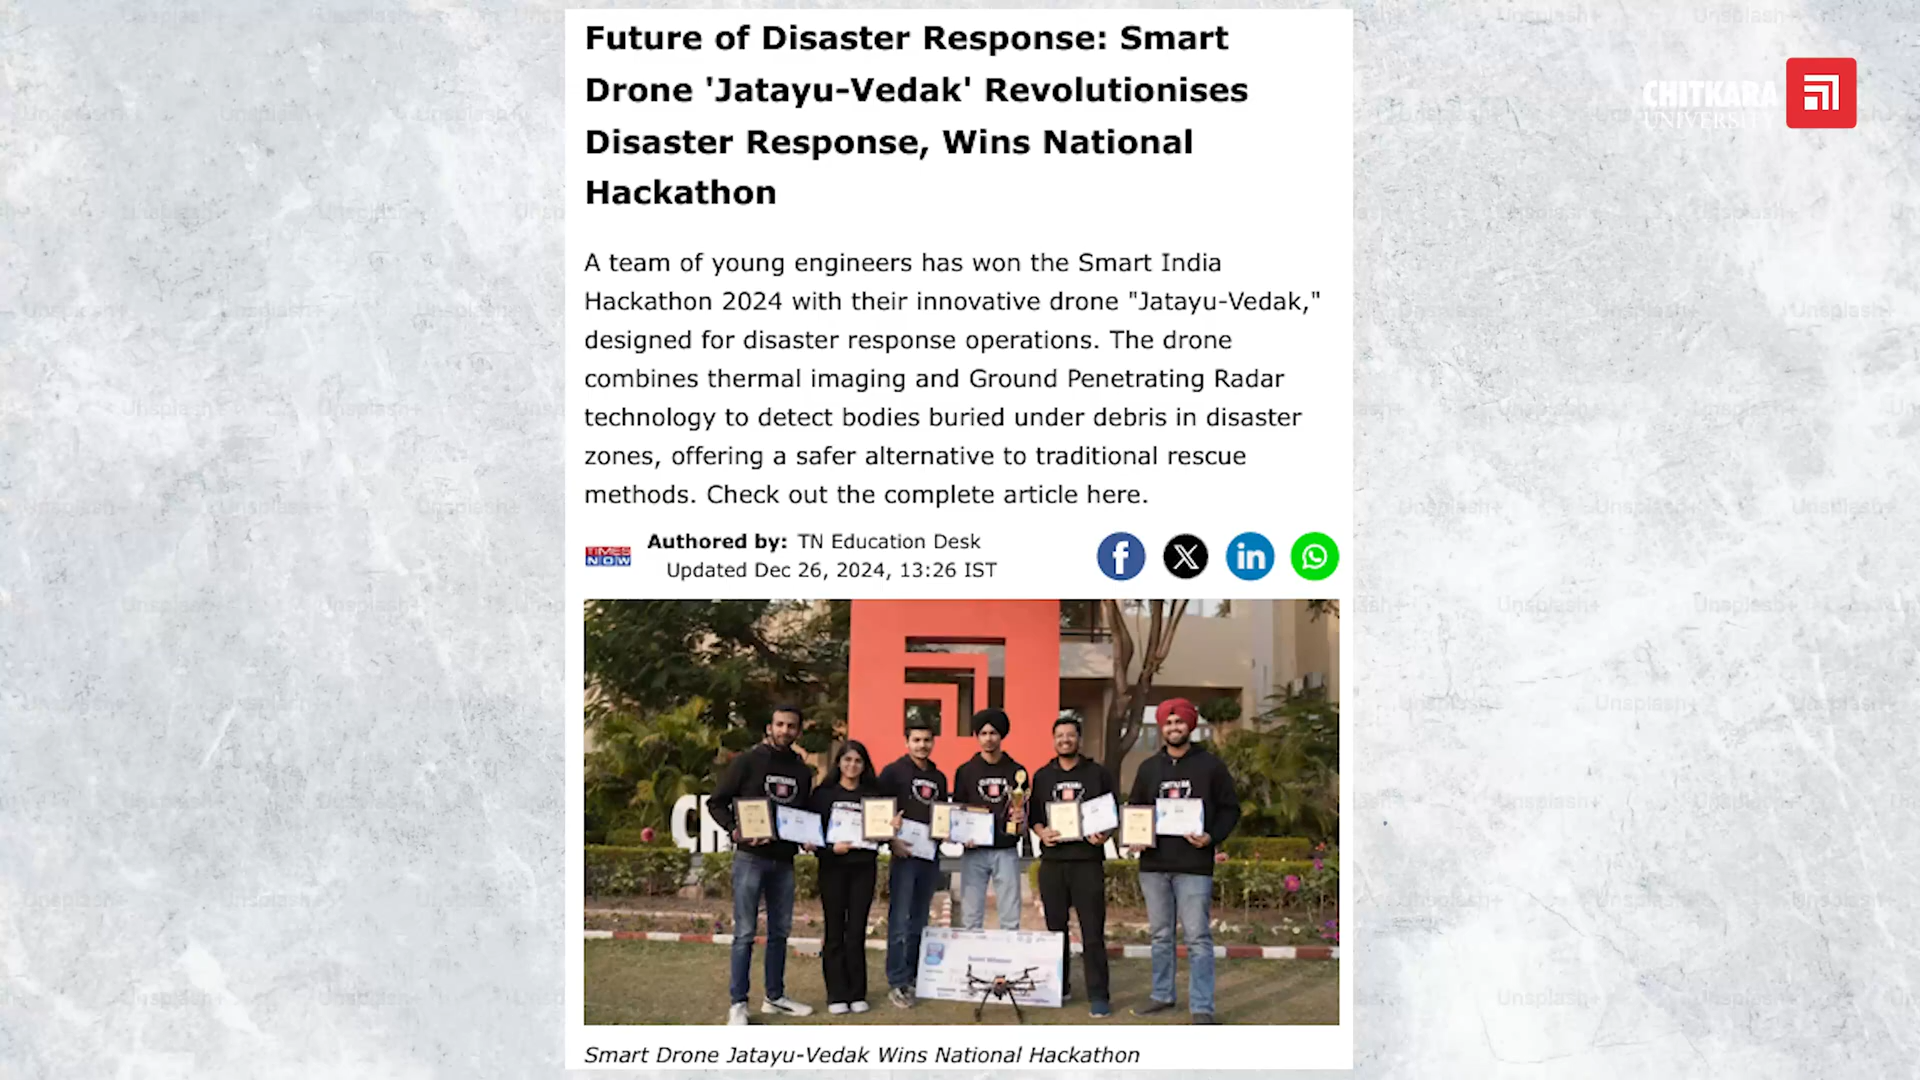 Future of Disaster Response: Smart
Drone 'Jatayu-Vedak' Revolutionises
Disaster Response, Wins National
Hackathon
CHITKARA
UNIVERSITY
A team of young engineers has won the Smart India
Hackathon 2024 with their innovative drone "Jatayu-Vedak,"
designed for disaster response operations. The drone
combines thermal imaging and Ground Penetrating Radar
technology to detect bodies buried under debris in disaster
zones, offering a safer alternative to traditional rescue
methods. Check out the complete article here.
TIMES
NOW
Authored by: TN Education Desk
Updated Dec 26, 2024, 13:26 IST
f
X
in
CHITKARA
Smart Drone Jatayu-Vedak Wins National Hackathon
Unsplash+